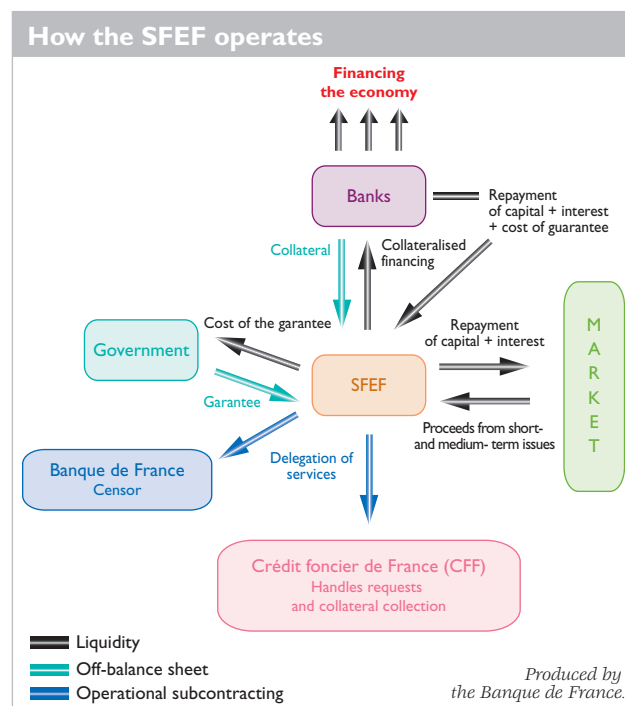 How the SFEF operates
Financing
the economy
Banks
Repayment
of capital + interest
+ cost of guarantee
Collateral
Collateralised
financing
Cost of the garantee
Repayment
of capital + interest
Government
SFEF
Garantee
Proceeds from short-
and medium- term issues
M
A
R
K
E
T
Banque de France
Censor
Delegation of
services
Crédit foncier de France (CFF)
Handles requests
and collateral collection
Liquidity
Off-balance sheet
Operational subcontracting
Produced by
the Banque de France.